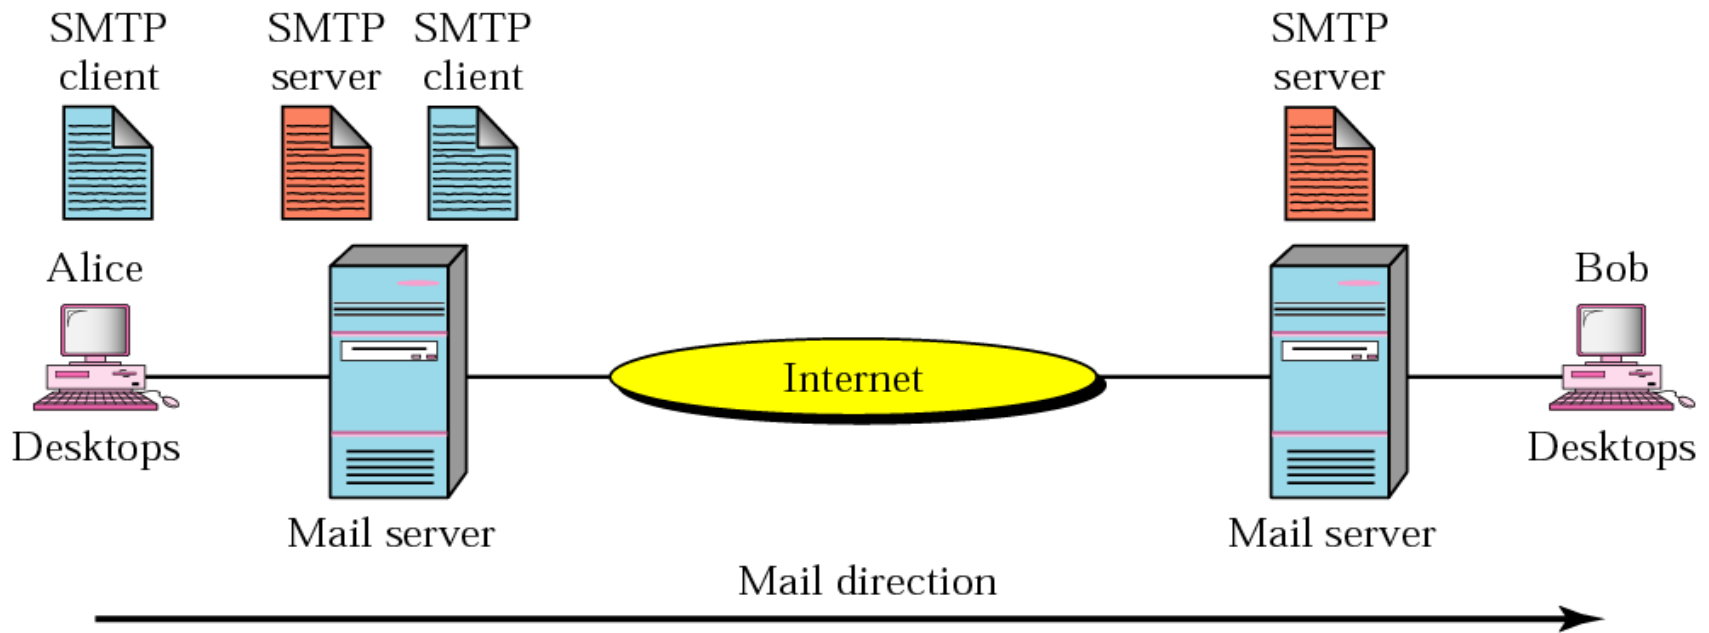 SMTP client
SMTP server
SMTP client
SMTP server
Alice
Bob
Internet
Desktops
Desktops
Mail server
Mail server
Mail direction